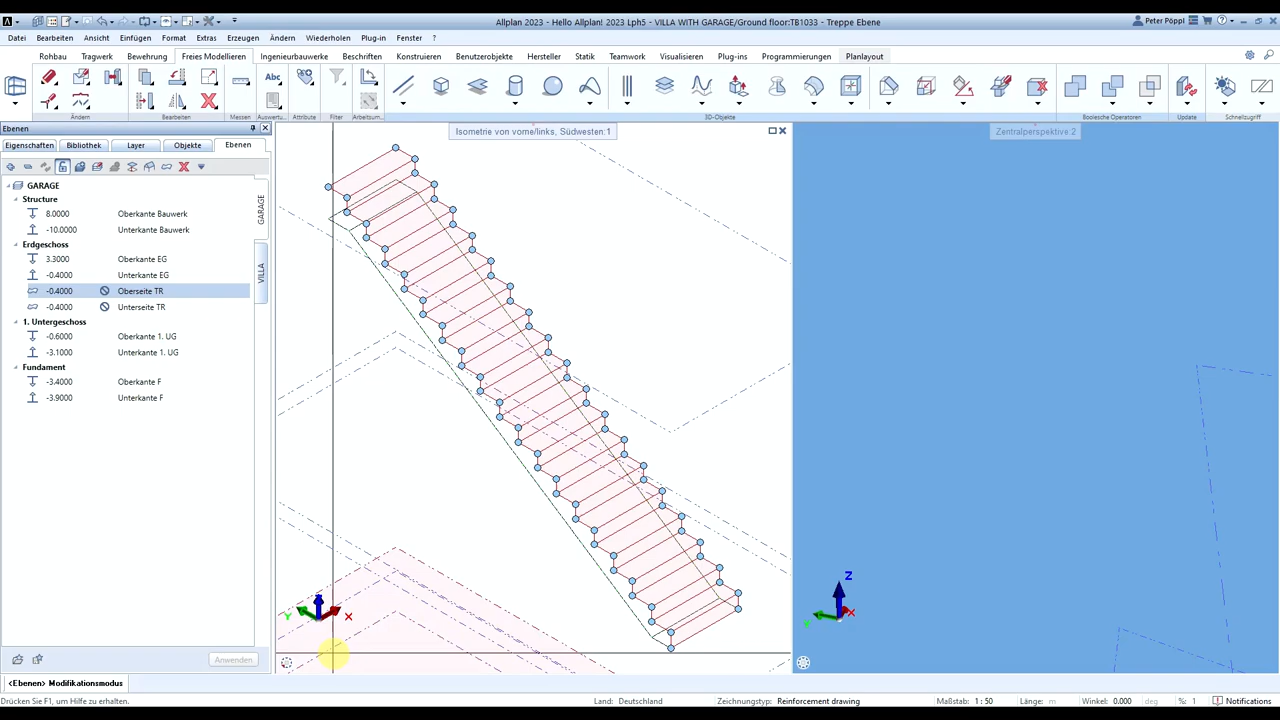 Allplan 2023 - Hello Allplan! 2023 Lph5 - VILLA WITH GARAGE/Ground floor:TB1033 - Treppe Ebene
Peter Pöppl
Datei Bearbeiten Ansicht Einfügen Format Extras Erzeugen Ändern Wiederholen Plug-in Fenster ?
Rohbau Tragwerk Bewehrung Freies Modellieren Ingenieurbauwerke Beschriften Konstruieren Benutzerobjekte Hersteller Statik Teamwork Visualisieren Plug-ins Programmierungen Planlayout
Abc
Ändern Bearbeiten Messen Auswertu... Attribute Filter Arbeitsum... 3D-Objekte Boolesche Operatoren Update Schnellzugriff
Ebenen
Isometrie von vorne/links, Südwesten:1
Zentralperspektive:2
Eigenschaften Bibliothek Layer Objekte Ebenen
GARAGE
Structure
8.0000 Oberkante Bauwerk
-10.0000 Unterkante Bauwerk
Erdgeschoss
3.3000 Oberkante EG
-0.4000 Unterkante EG
-0.4000 Oberseite TR
-0.4000 Unterseite TR
1. Untergeschoss
-0.6000 Oberkante 1. UG
-3.1000 Unterkante 1. UG
Fundament
-3.4000 Oberkante F
-3.9000 Unterkante F
GARAGE
VILLA
Z
Y X
Y X
Anwenden
<Ebenen> Modifikationsmodus
Drücken Sie F1, um Hilfe zu erhalten.
Land: Deutschland
Zeichnungstyp: Reinforcement drawing
Maßstab: 1 : 50
Länge: m
Winkel: 0.000 deg
%: 1
Notifications